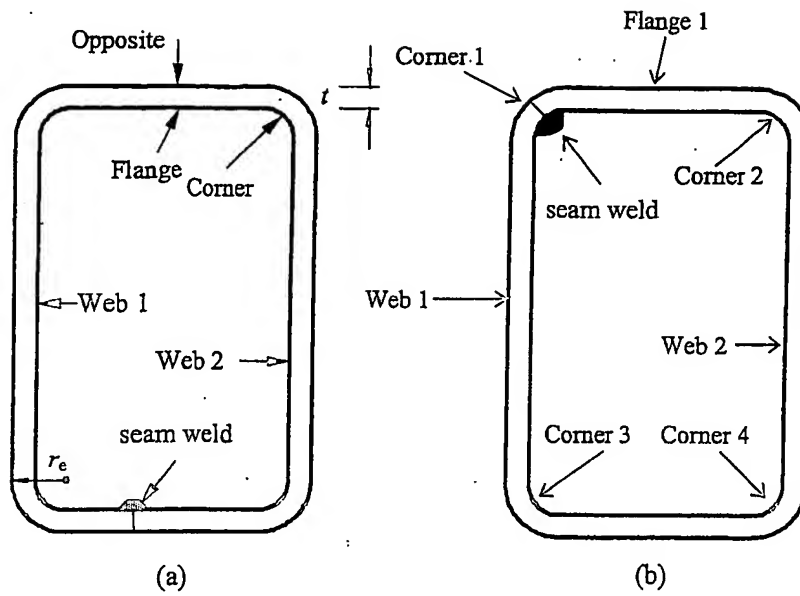 Opposite
t
Flange
Corner
Web 1
Web 2
seam weld
r_e
(a)
Flange 1
Corner 1
Corner 2
seam weld
Web 1
Web 2
Corner 3
Corner 4
(b)